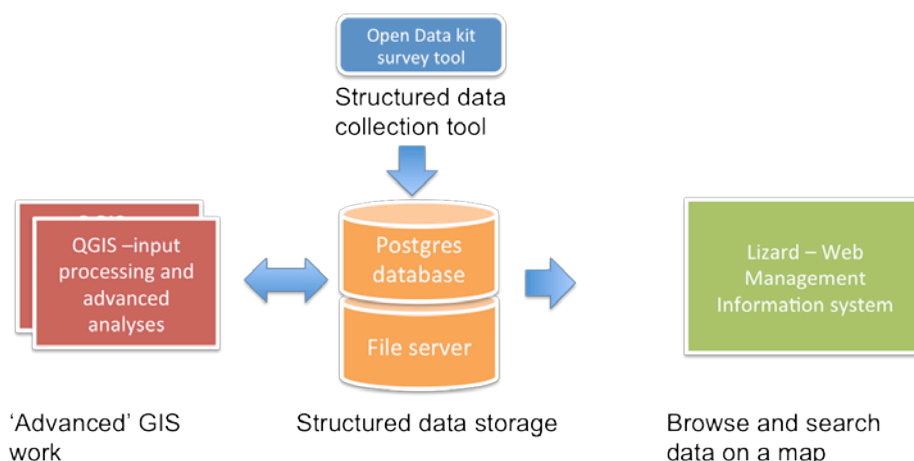 Open Data kit
survey tool
Structured data
collection tool
QGIS –input
processing and
advanced
analyses
Postgres
database
File server
Lizard – Web
Management
Information system
‘Advanced’ GIS
work
Structured data storage
Browse and search
data on a map